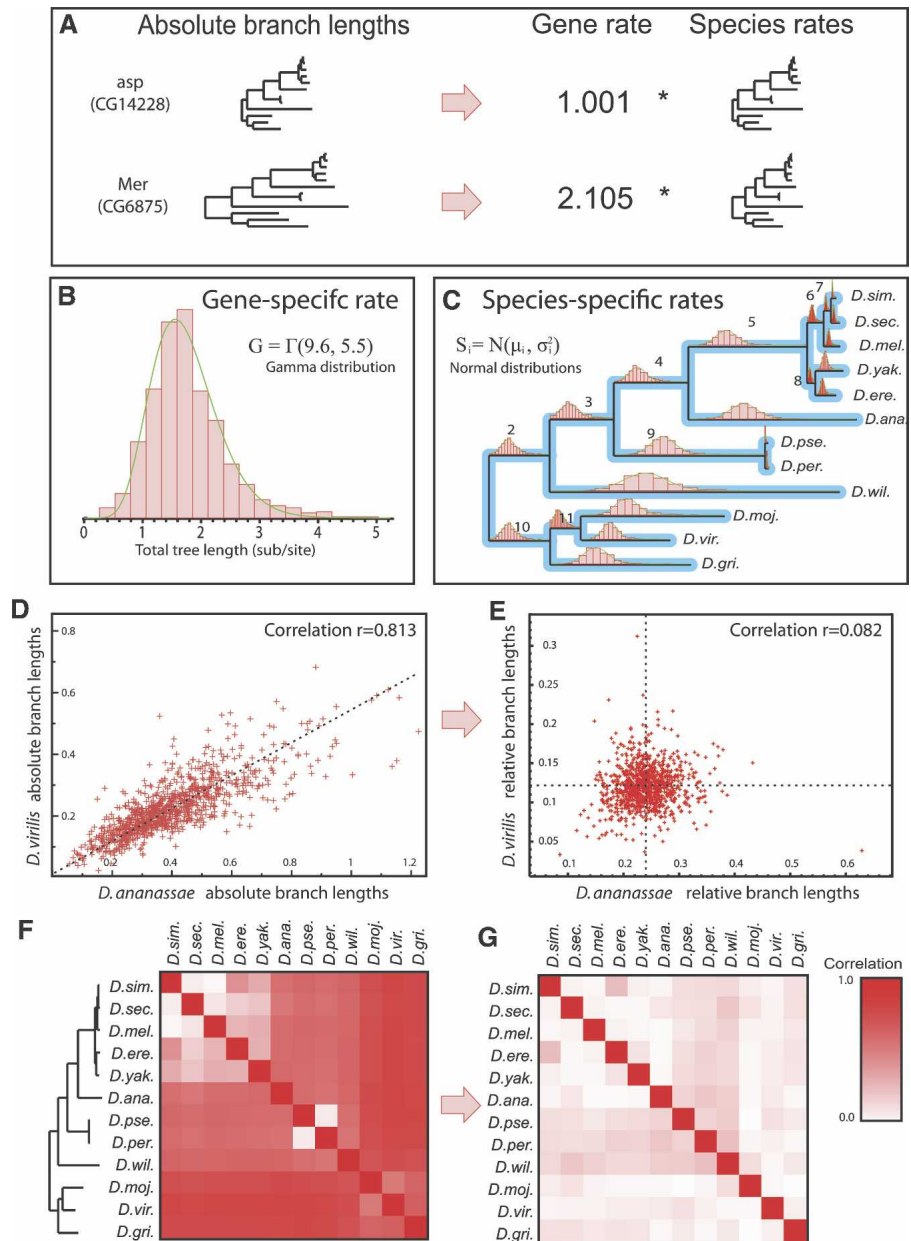 A
Absolute branch lengths
Gene rate
Species rates
asp
(CG14228)
1.001 *
Mer
(CG6875)
2.105 *
B
Gene-specifc rate
G = Γ(9.6, 5.5)
Gamma distribution
0 1 2 3 4 5
Total tree length (sub/site)
C
Species-specific rates
Sᵢ= N(μᵢ, σᵢ²)
Normal distributions
2
3
4
5
6
7
8
9
10
11
D.sim.
D.sec.
D.mel.
D.yak.
D.ere.
D.ana.
D.pse.
D.per.
D.wil.
D.moj.
D.vir.
D.gri.
D
Correlation r=0.813
D.virilis absolute branch lengths
0.8
0.6
0.4
0.2
0.2 0.4 0.6 0.8 1 1.2
D.ananassae absolute branch lengths
E
Correlation r=0.082
D.virilis relative branch lengths
0.3
0.25
0.2
0.15
0.1
0.05
0.1 0.2 0.3 0.4 0.5 0.6
D.ananassae relative branch lengths
F
D.sim. D.sec. D.mel. D.ere. D.yak. D.ana. D.pse. D.per. D.wil. D.moj. D.vir. D.gri.
D.sim.
D.sec.
D.mel.
D.ere.
D.yak.
D.ana.
D.pse.
D.per.
D.wil.
D.moj.
D.vir.
D.gri.
G
D.sim. D.sec. D.mel. D.ere. D.yak. D.ana. D.pse. D.per. D.wil. D.moj. D.vir. D.gri.
D.sim.
D.sec.
D.mel.
D.ere.
D.yak.
D.ana.
D.pse.
D.per.
D.wil.
D.moj.
D.vir.
D.gri.
Correlation
1.0
0.0